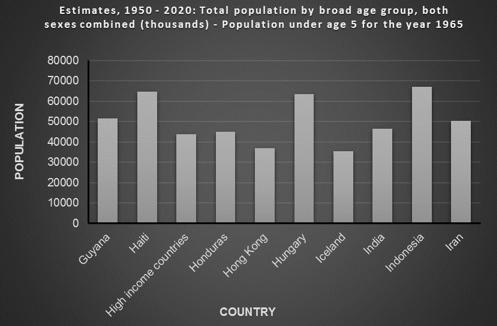 Estimates, 1950 - 2020: Total population by broad age group, both
sexes combined (thousands) - Population under age 5 for the year 1965
80000
70000
60000
50000
40000
30000
20000
10000
0
POPULATION
Guyana
Haiti
High income countries
Honduras
Hong Kong
Hungary
Iceland
India
Indonesia
Iran
COUNTRY